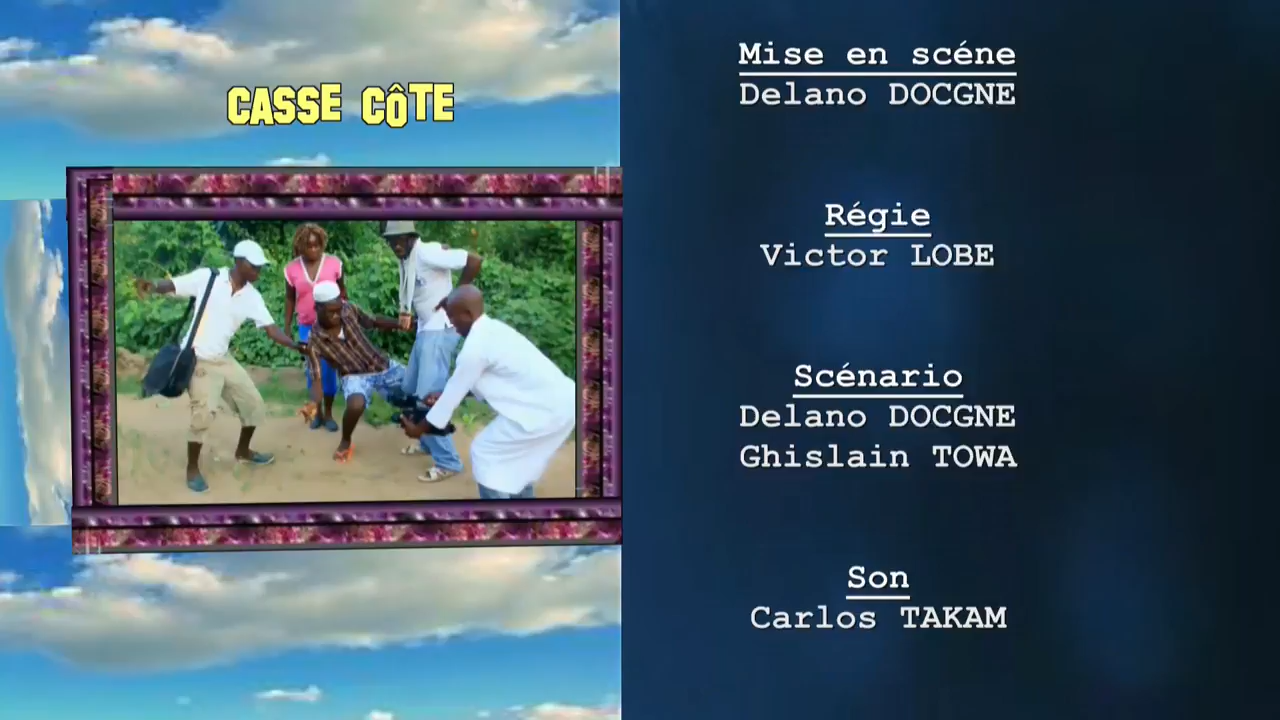 CASSE CÔTE
Mise en scéne
Delano DOCGNE
Régie
Victor LOBE
Scénario
Delano DOCGNE
Ghislain TOWA
Son
Carlos TAKAM